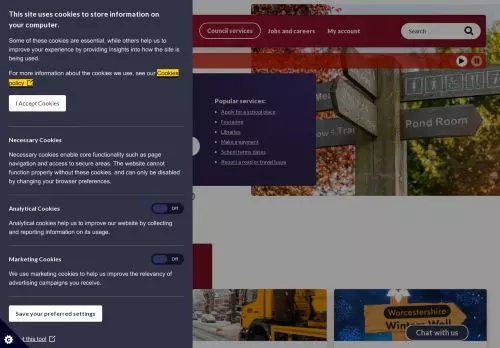 This site uses cookies to store information on
your computer.
Some of these cookies are essential, while others help us to
improve your experience by providing insights into how the site is
being used.
For more information about the cookies we use, see our Cookies
policy
I Accept Cookies
Necessary Cookies
Necessary cookies enable core functionality such as page
navigation and access to secure areas. The website cannot
function properly without these cookies, and can only be disabled
by changing your browser preferences.
Analytical Cookies
Off
Analytical cookies help us to improve our website by collecting
and reporting information on its usage.
Marketing Cookies
Off
We use marketing cookies to help us improve the relevancy of
advertising campaigns you receive.
Save your preferred settings
this tool
Council services
Jobs and careers
My account
Search
Popular services:
Apply for a school place
Fostering
Libraries
Make a payment
School terms dates
Report a road or travel issue
Pond Room
Worcestershire
Winter Well
Chat with us